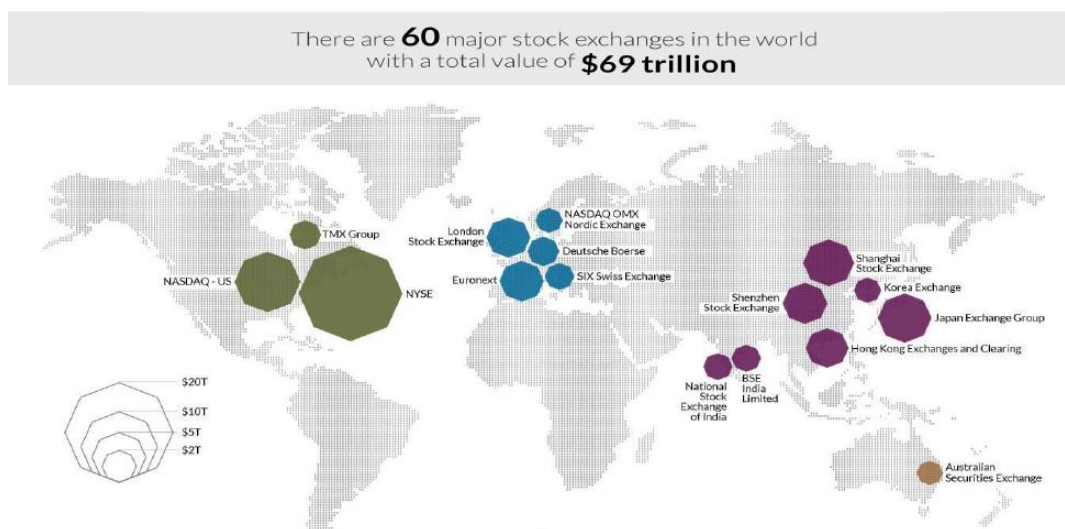 There are 60 major stock exchanges in the world
with a total value of $69 trillion
NASDAQ OMX
Nordic Exchange
TMX Group
London
Stock Exchange
Deutsche Boerse
Shanghai
Stock Exchange
NASDAQ - US
Euronext
SIX Swiss Exchange
NYSE
Korea Exchange
Shenzhen
Stock Exchange
Japan Exchange Group
Hong Kong Exchanges and Clearing
National
Stock
Exchange
of India
BSE
India
Limited
$20T
$10T
$5T
$2T
Australian
Securities Exchange